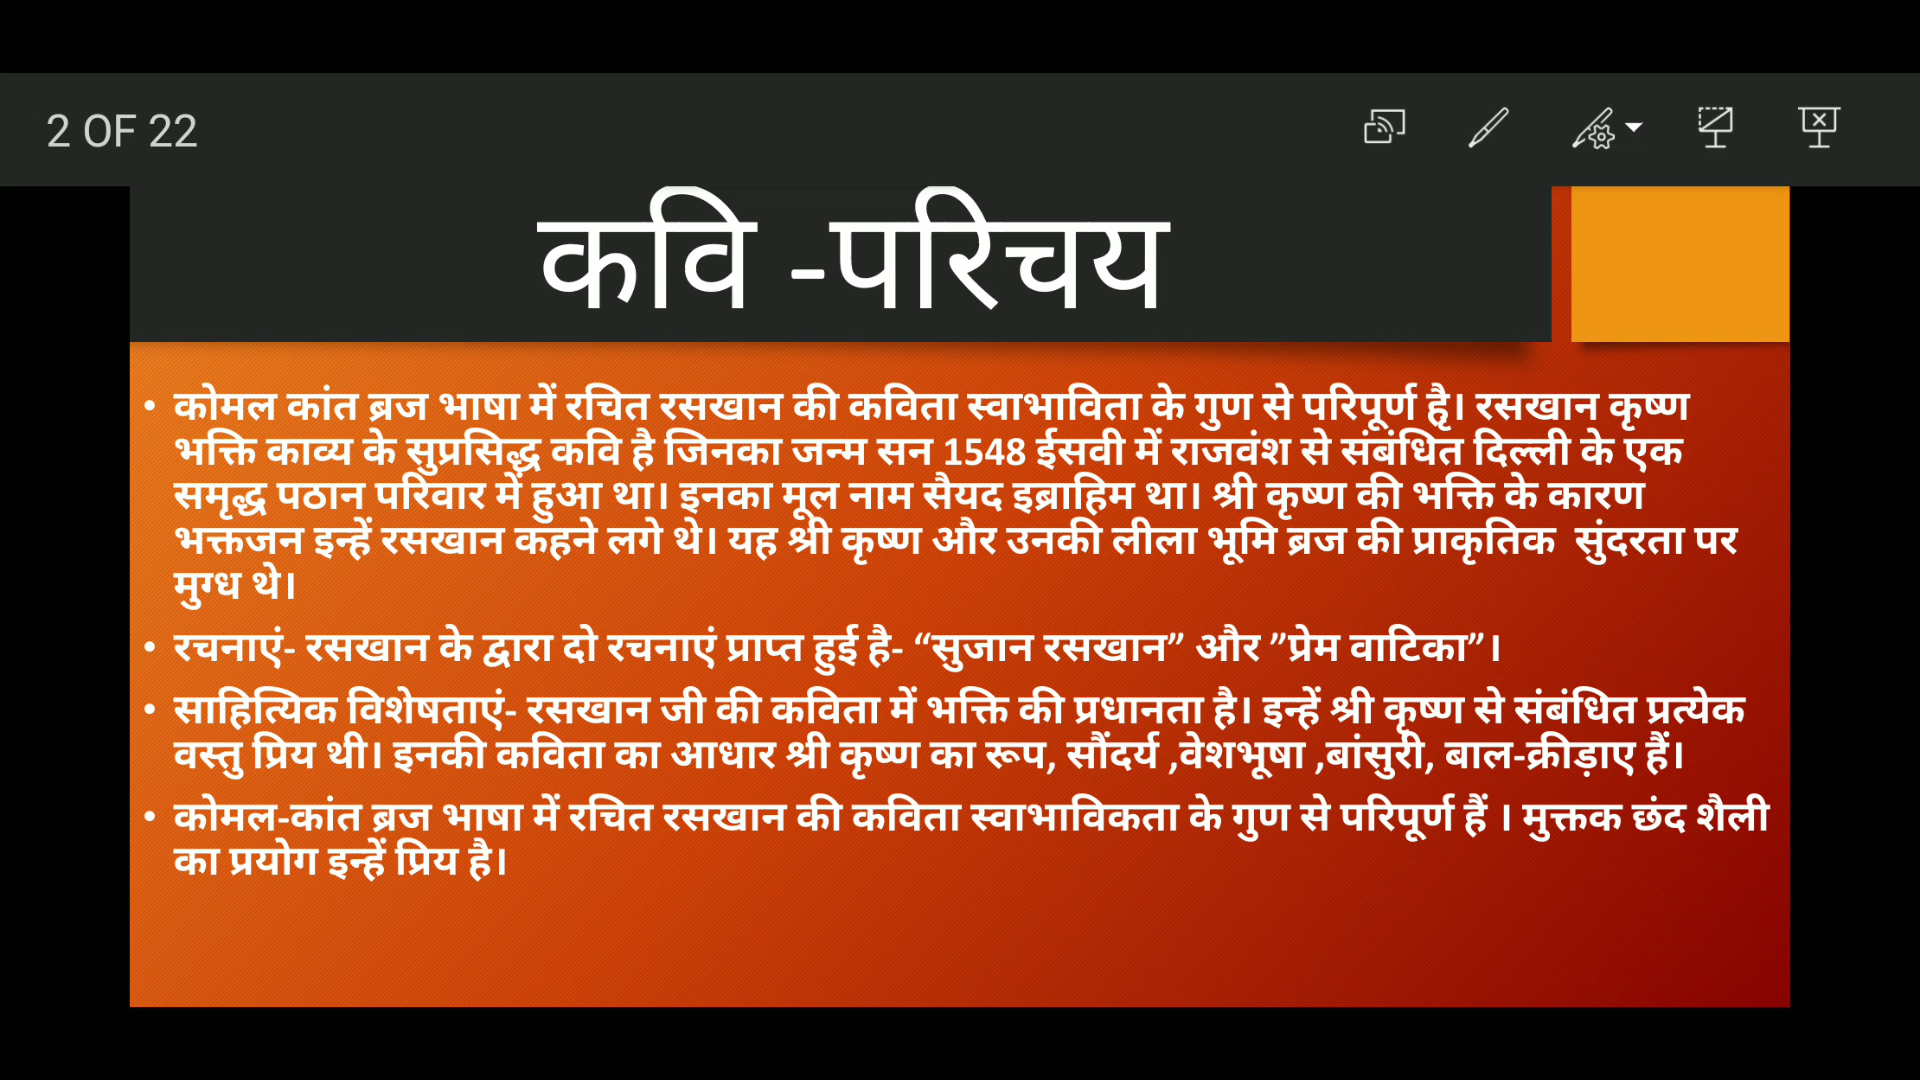 2 OF 22
कवि -परिचय
• कोमल कांत ब्रज भाषा में रचित रसखान की कविता स्वाभाविता के गुण से परिपूर्ण है। रसखान कृष्ण
भक्ति काव्य के सुप्रसिद्ध कवि है जिनका जन्म सन 1548 ईसवी में राजवंश से संबंधित दिल्ली के एक
समृद्ध पठान परिवार में हुआ था। इनका मूल नाम सैयद इब्राहिम था। श्री कृष्ण की भक्ति के कारण
भक्तजन इन्हें रसखान कहने लगे थे। यह श्री कृष्ण और उनकी लीला भूमि ब्रज की प्राकृतिक  सुंदरता पर
मुग्ध थे।
• रचनाएं- रसखान के द्वारा दो रचनाएं प्राप्त हुई है- “सुजान रसखान” और ”प्रेम वाटिका”।
• साहित्यिक विशेषताएं- रसखान जी की कविता में भक्ति की प्रधानता है। इन्हें श्री कृष्ण से संबंधित प्रत्येक
वस्तु प्रिय थी। इनकी कविता का आधार श्री कृष्ण का रूप, सौंदर्य ,वेशभूषा ,बांसुरी, बाल-क्रीड़ाए हैं।
• कोमल-कांत ब्रज भाषा में रचित रसखान की कविता स्वाभाविकता के गुण से परिपूर्ण हैं । मुक्तक छंद शैली
का प्रयोग इन्हें प्रिय है।